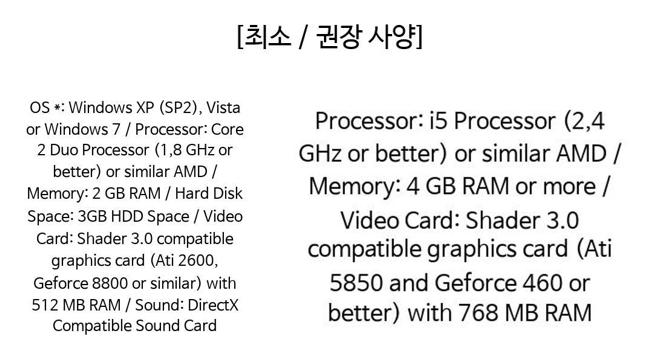 [최소 / 권장 사양]
OS *: Windows XP (SP2), Vista
or Windows 7 / Processor: Core
2 Duo Processor (1,8 GHz or
better) or similar AMD /
Memory: 2 GB RAM / Hard Disk
Space: 3GB HDD Space / Video
Card: Shader 3.0 compatible
graphics card (Ati 2600,
Geforce 8800 or similar) with
512 MB RAM / Sound: DirectX
Compatible Sound Card
Processor: i5 Processor (2,4
GHz or better) or similar AMD /
Memory: 4 GB RAM or more /
Video Card: Shader 3.0
compatible graphics card (Ati
5850 and Geforce 460 or
better) with 768 MB RAM